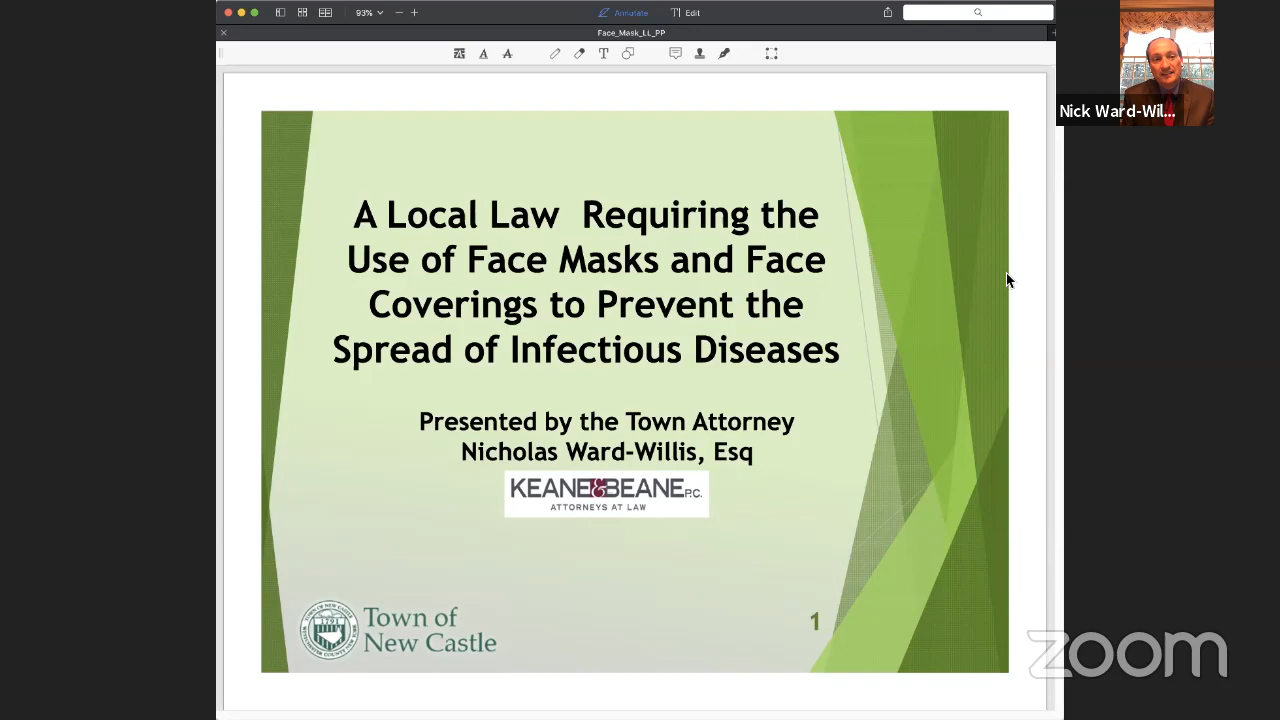 93%
Annotate
Edit
Face_Mask_LL_PP
A Local Law Requiring the
Use of Face Masks and Face
Coverings to Prevent the
Spread of Infectious Diseases
Presented by the Town Attorney
Nicholas Ward-Willis, Esq
KEANE&BEANE P.C.
ATTORNEYS AT LAW
Town of
New Castle
1
Nick Ward-Wil...
zoom